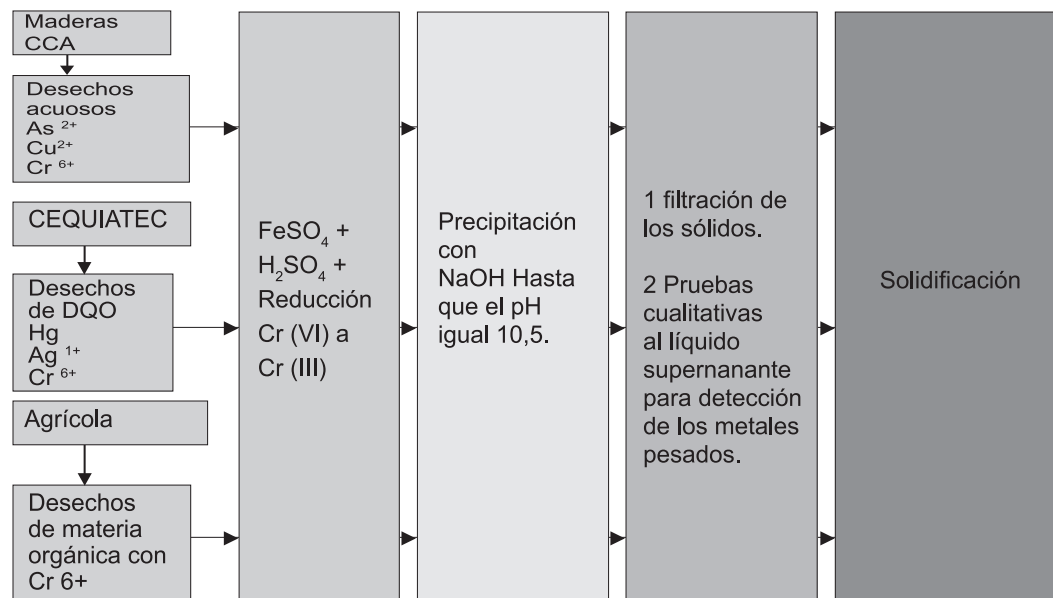 Maderas
CCA
Desechos
acuosos
As ²⁺
Cu²⁺
Cr ⁶⁺
CEQUIATEC
Desechos
de DQO
Hg
Ag ¹⁺
Cr ⁶⁺
Agrícola
Desechos
de materia
orgánica con
Cr 6+
FeSO₄ +
H₂SO₄ +
Reducción
Cr (VI) a
Cr (III)
Precipitación
con
NaOH Hasta
que el pH
igual 10,5.
1 filtración de
los sólidos.
2 Pruebas
cualitativas
al líquido
supernanante
para detección
de los metales
pesados.
Solidificación